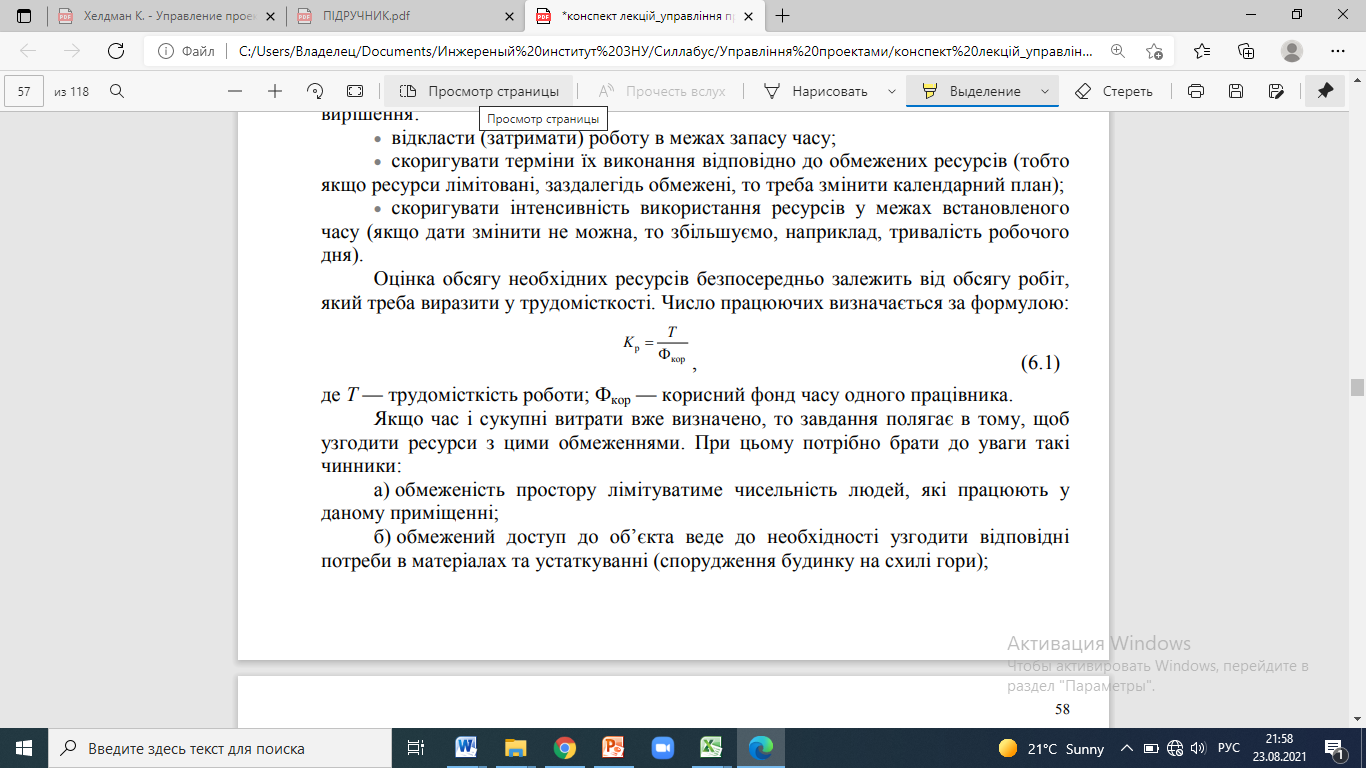 Хелдман К. - Управление прое
ПІДРУЧНИК.pdf
*конспект лекцій_управління п
Файл
C:/Users/Владелец/Documents/Инжереный%20институт%20ЗНУ/Силлабус/Управління%20проектами/конспект%20лекцій_управлін...
57 из 118
Просмотр страницы
Прочесть вслух
Нарисовать
Выделение
Стереть
Просмотр страницы
вирішення:
• відкласти (затримати) роботу в межах запасу часу;
• скоригувати терміни їх виконання відповідно до обмежених ресурсів (тобто
якщо ресурси лімітовані, заздалегідь обмежені, то треба змінити календарний план);
• скоригувати інтенсивність використання ресурсів у межах встановленого
часу (якщо дати змінити не можна, то збільшуємо, наприклад, тривалість робочого
дня).
Оцінка обсягу необхідних ресурсів безпосередньо залежить від обсягу робіт,
який треба виразити у трудомісткості. Число працюючих визначається за формулою:
Kр = T / Фкор , (6.1)
де T — трудомісткість роботи; Фкор — корисний фонд часу одного працівника.
Якщо час і сукупні витрати вже визначено, то завдання полягає в тому, щоб
узгодити ресурси з цими обмеженнями. При цьому потрібно брати до уваги такі
чинники:
а) обмеженість простору лімітуватиме чисельність людей, які працюють у
даному приміщенні;
б) обмежений доступ до об’єкта веде до необхідності узгодити відповідні
потреби в матеріалах та устаткуванні (спорудження будинку на схилі гори);
Активация Windows
Чтобы активировать Windows, перейдите в
раздел "Параметры".
58
Введите здесь текст для поиска
21°C Sunny
РУС
21:58
23.08.2021
1